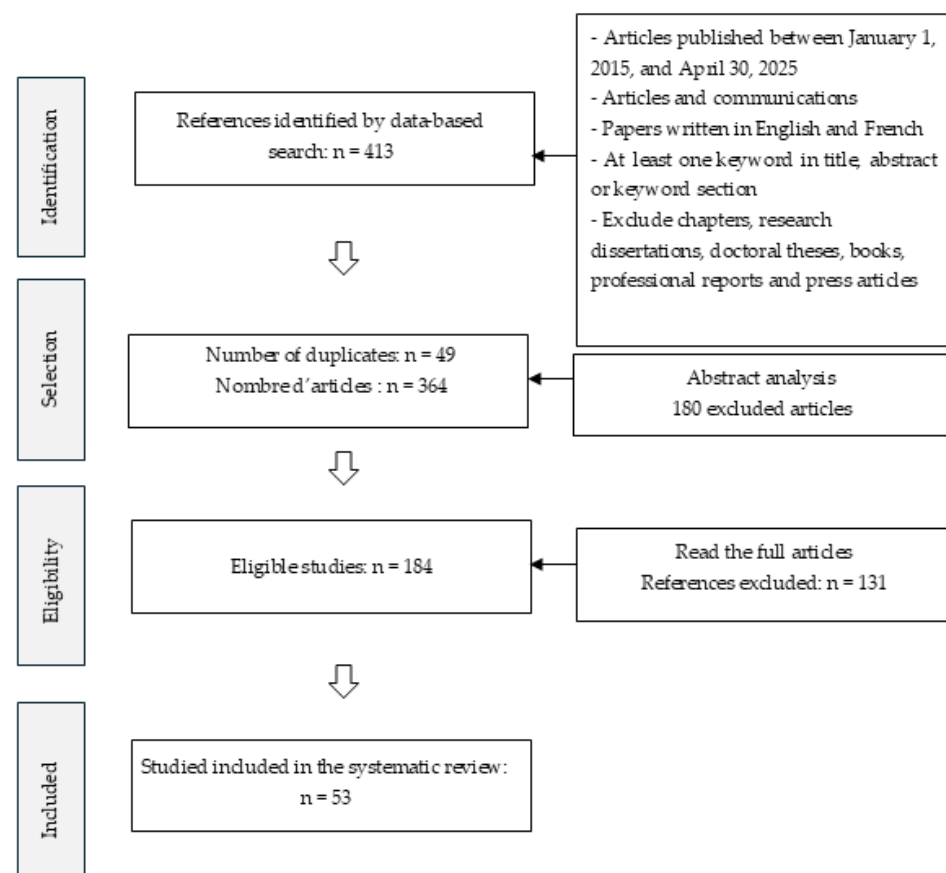 Identification
References identified by data-based
search: n = 413
- Articles published between January 1,
2015, and April 30, 2025
- Articles and communications
- Papers written in English and French
- At least one keyword in title, abstract
or keyword section
- Exclude chapters, research
dissertations, doctoral theses, books,
professional reports and press articles
Selection
Number of duplicates: n = 49
Nombre d'articles : n = 364
Abstract analysis
180 excluded articles
Eligibility
Eligible studies: n = 184
Read the full articles
References excluded: n = 131
Included
Studied included in the systematic review:
n = 53